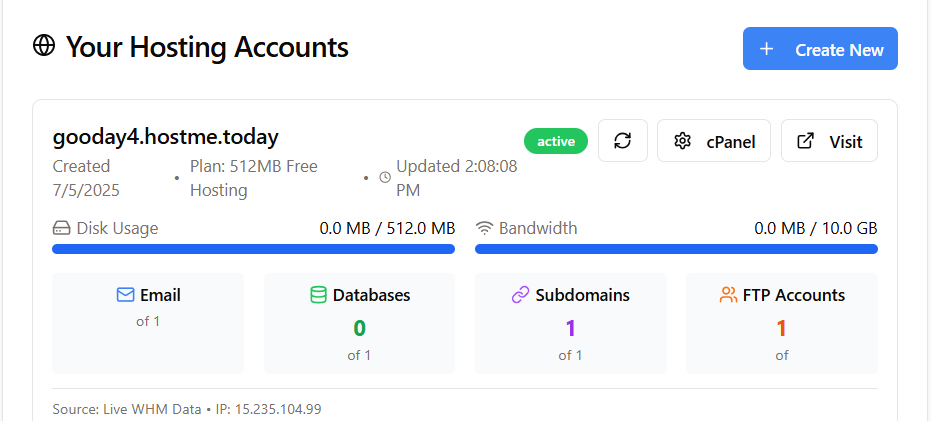 Your Hosting Accounts
Create New
gooday4.hostme.today
active
cPanel
Visit
Created 7/5/2025
• Plan: 512MB Free Hosting
• Updated 2:08:08 PM
Disk Usage
0.0 MB / 512.0 MB
Bandwidth
0.0 MB / 10.0 GB
Email
of 1
Databases
0
of 1
Subdomains
1
of 1
FTP Accounts
1
of
Source: Live WHM Data • IP: 15.235.104.99